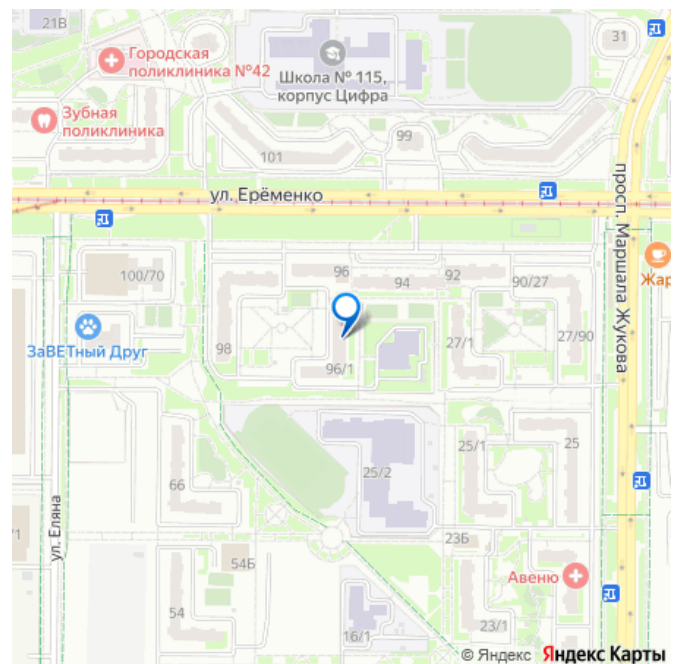 21В
31
Городская
поликлиника №42
Школа № 115,
корпус Цифра
Зубная
поликлиника
99
101
ул. Ерёменко
просп. Маршала Жукова
100/70
96
94
92
90/27
Жар
ЗаВЕТный Друг
98
96/1
27/1
27/90
25/1
25
66
25/2
ул. Еляна
/1
54Б
23Б
Авеню
54
16/1
23/1
© Яндекс Яндекс Карты